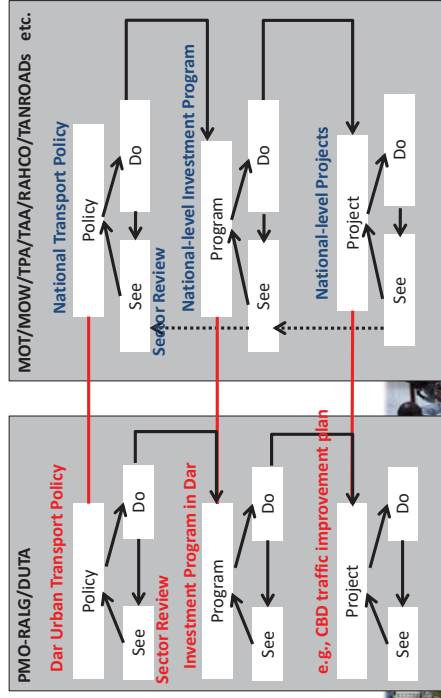 PMO-RALG/DUTA
Dar Urban Transport Policy
Policy
See
Do
Sector Review
Investment Program in Dar
Program
See
Do
e.g., CBD traffic improvement plan
Project
See
Do
MOT/MOW/TPA/TAA/RAHCO/TANROADs etc.
National Transport Policy
Policy
See
Do
Sector Review
National-level Investment Program
Program
See
Do
National-level Projects
Project
See
Do